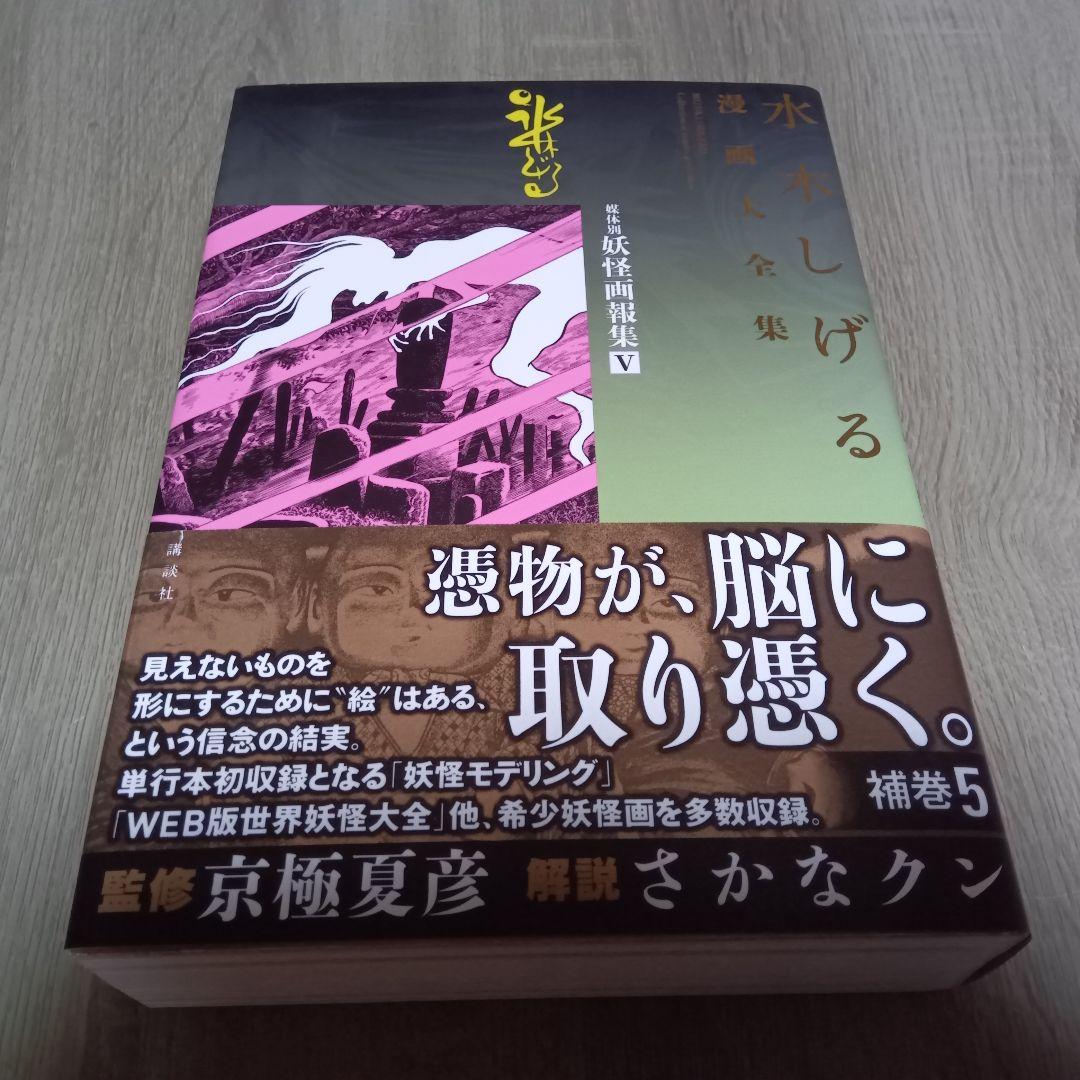 水木しげる
漫画大全集
水木しげる
媒体別 妖怪画報集 V
講談社
憑物が、脳に
取り憑く。
見えないものを
形にするために“絵”はある、
という信念の結実。
単行本初収録となる「妖怪モデリング」
「WEB版世界妖怪大全」他、希少妖怪画を多数収録。
補巻5
監修 京極夏彦 解説 さかなクン